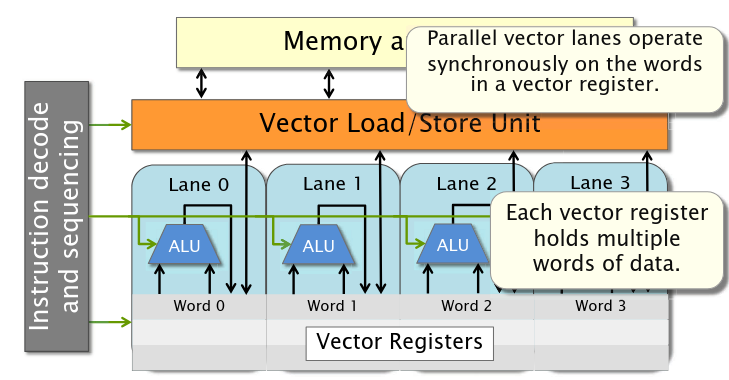 Memory a
Parallel vector lanes operate
synchronously on the words
in a vector register.
Instruction decode
and sequencing
Vector Load/Store Unit
Lane 0
Lane 1
Lane 2
Lane 3
Each vector register
holds multiple
words of data.
ALU
ALU
ALU
Word 0
Word 1
Word 2
Word 3
Vector Registers